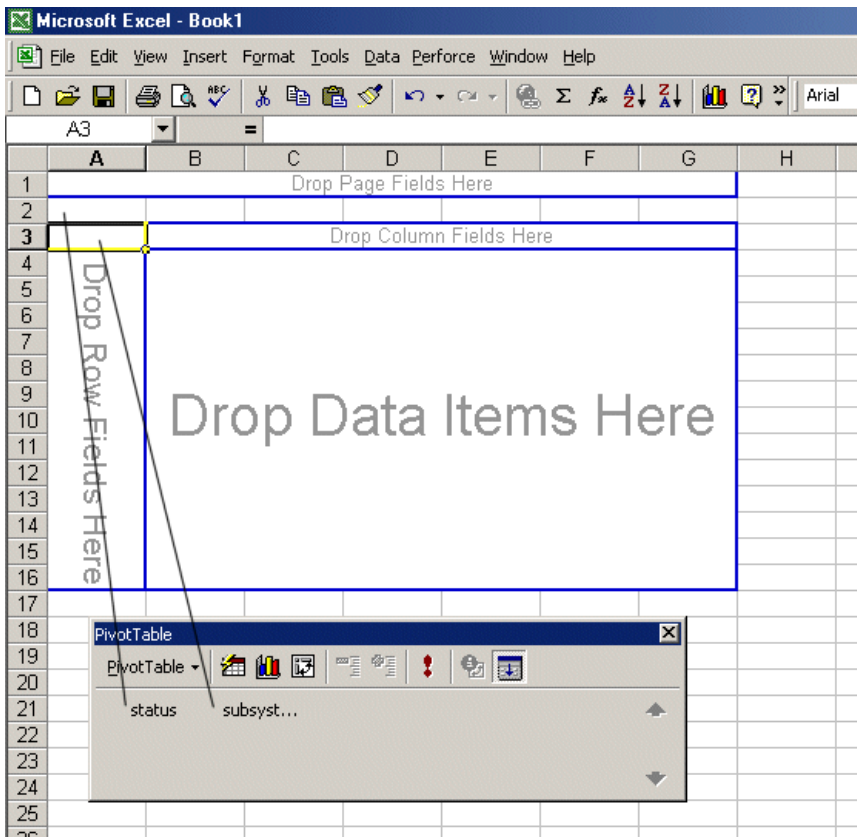 Microsoft Excel - Book1
File Edit View Insert Format Tools Data Perforce Window Help
ABC Σ fx A Z Z A ? » Arial
A3 =
A B C D E F G H
1 Drop Page Fields Here
2
3 Drop Column Fields Here
4
5
6
7
8
9
10 Drop Data Items Here
11
12
13
14
15
16
Drop Row Fields Here
17
18 PivotTable
19 PivotTable
20
21 status subsyst...
22
23
24
25